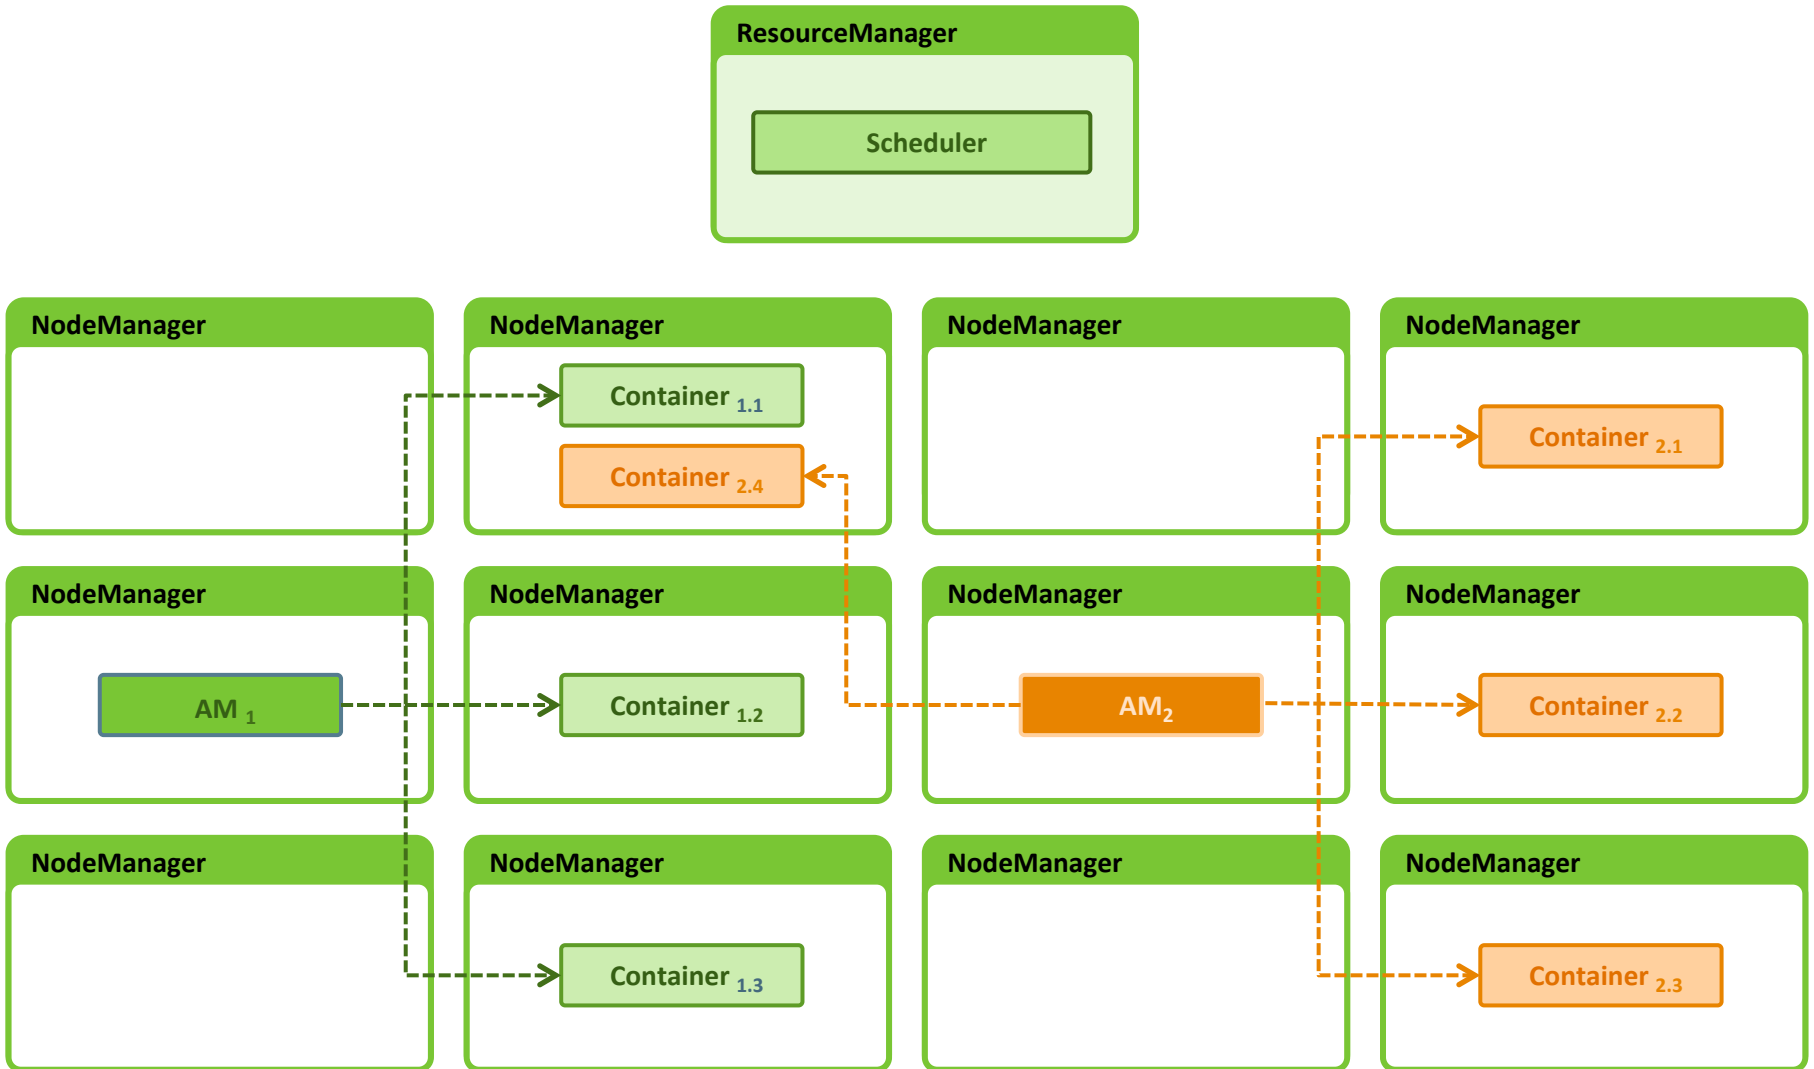 ResourceManager
Scheduler
NodeManager
NodeManager
NodeManager
NodeManager
Container 1.1
Container 2.4
Container 2.1
NodeManager
NodeManager
NodeManager
NodeManager
AM 1
Container 1.2
AM2
Container 2.2
NodeManager
NodeManager
NodeManager
NodeManager
Container 1.3
Container 2.3